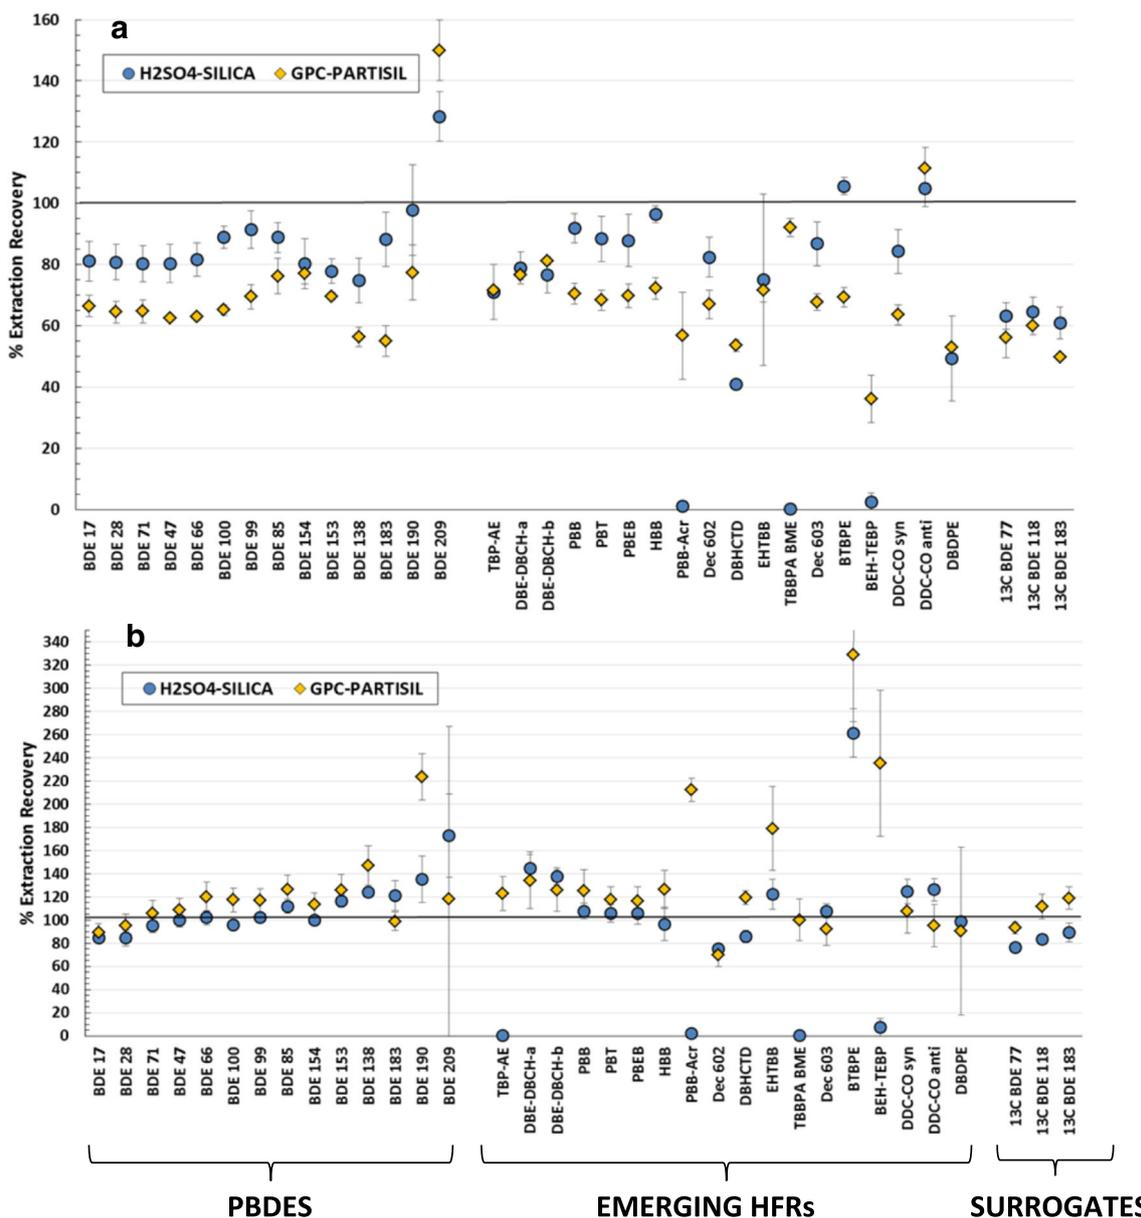 a
H2SO4-SILICA GPC-PARTISIL
% Extraction Recovery
160
140
120
100
80
60
40
20
0
BDE 17
BDE 28
BDE 71
BDE 47
BDE 66
BDE 100
BDE 99
BDE 85
BDE 154
BDE 153
BDE 138
BDE 183
BDE 190
BDE 209
TBP-AE
DBE-DBCH-a
DBE-DBCH-b
PBB
PBT
PBEB
HBB
PBB-Acr
Dec 602
DBHCTD
EHTBB
TBBPA BME
Dec 603
BTBPE
BEH-TEBP
DDC-CO syn
DDC-CO anti
DBDPE
13C BDE 77
13C BDE 118
13C BDE 183
b
H2SO4-SILICA GPC-PARTISIL
% Extraction Recovery
340
320
300
280
260
240
220
200
180
160
140
120
100
80
60
40
20
0
BDE 17
BDE 28
BDE 71
BDE 47
BDE 66
BDE 100
BDE 99
BDE 85
BDE 154
BDE 153
BDE 138
BDE 183
BDE 190
BDE 209
TBP-AE
DBE-DBCH-a
DBE-DBCH-b
PBB
PBT
PBEB
HBB
PBB-Acr
Dec 602
DBHCTD
EHTBB
TBBPA BME
Dec 603
BTBPE
BEH-TEBP
DDC-CO syn
DDC-CO anti
DBDPE
13C BDE 77
13C BDE 118
13C BDE 183
PBDES EMERGING HFRs SURROGATES